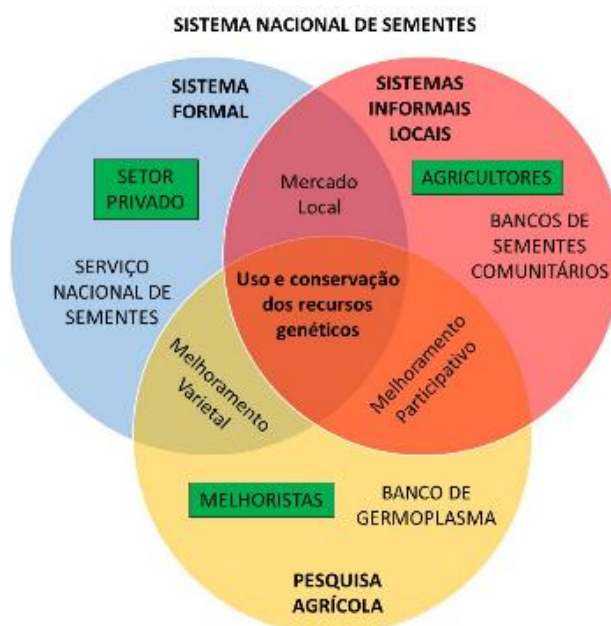 SISTEMA NACIONAL DE SEMENTES
SISTEMA
FORMAL
SISTEMAS
INFORMAIS
LOCAIS
SETOR
PRIVADO
Mercado
Local
AGRICULTORES
SERVIÇO
NACIONAL DE
SEMENTES
BANCOS DE
SEMENTES
COMUNITÁRIOS
Uso e conservação
dos recursos
genéticos
Melhoramento
Varietal
Melhoramento
Participativo
MELHORISTAS
BANCO DE
GERMOPLASMA
PESQUISA
AGRÍCOLA